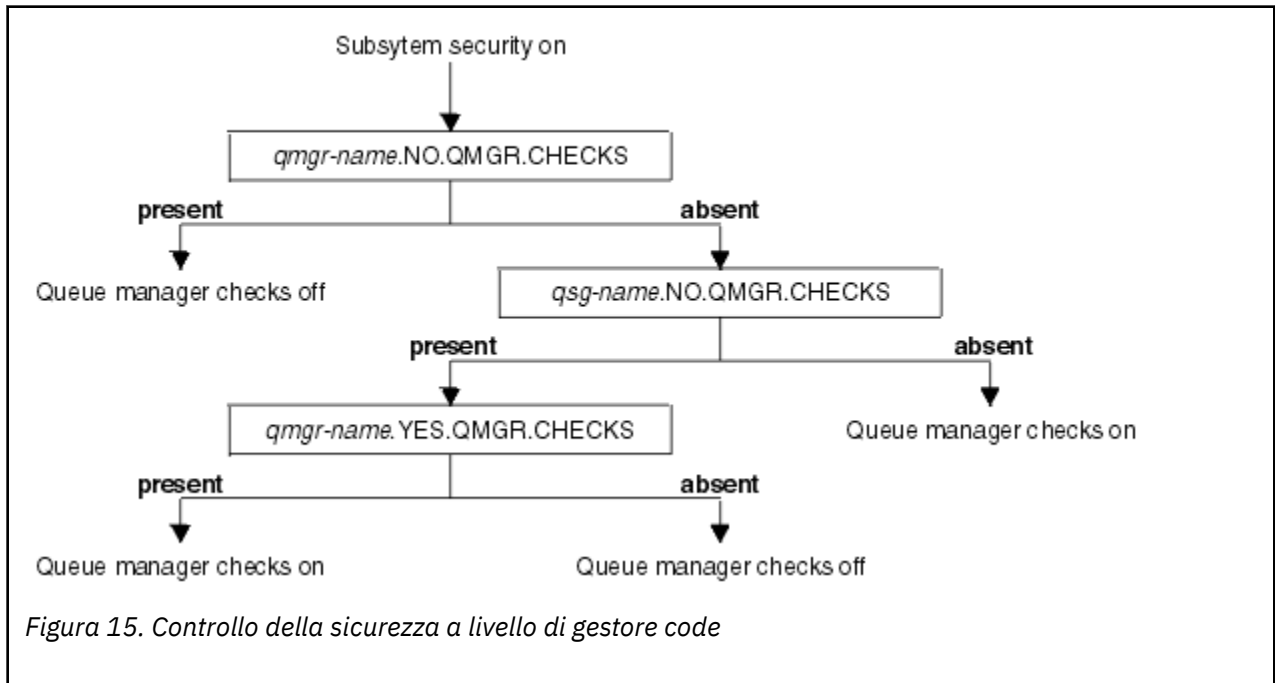 Subsytem security on
qmgr-name.NO.QMGR.CHECKS
present absent
Queue manager checks off
qsg-name.NO.QMGR.CHECKS
present absent
qmgr-name.YES.QMGR.CHECKS
Queue manager checks on
present absent
Queue manager checks on Queue manager checks off
Figura 15. Controllo della sicurezza a livello di gestore code